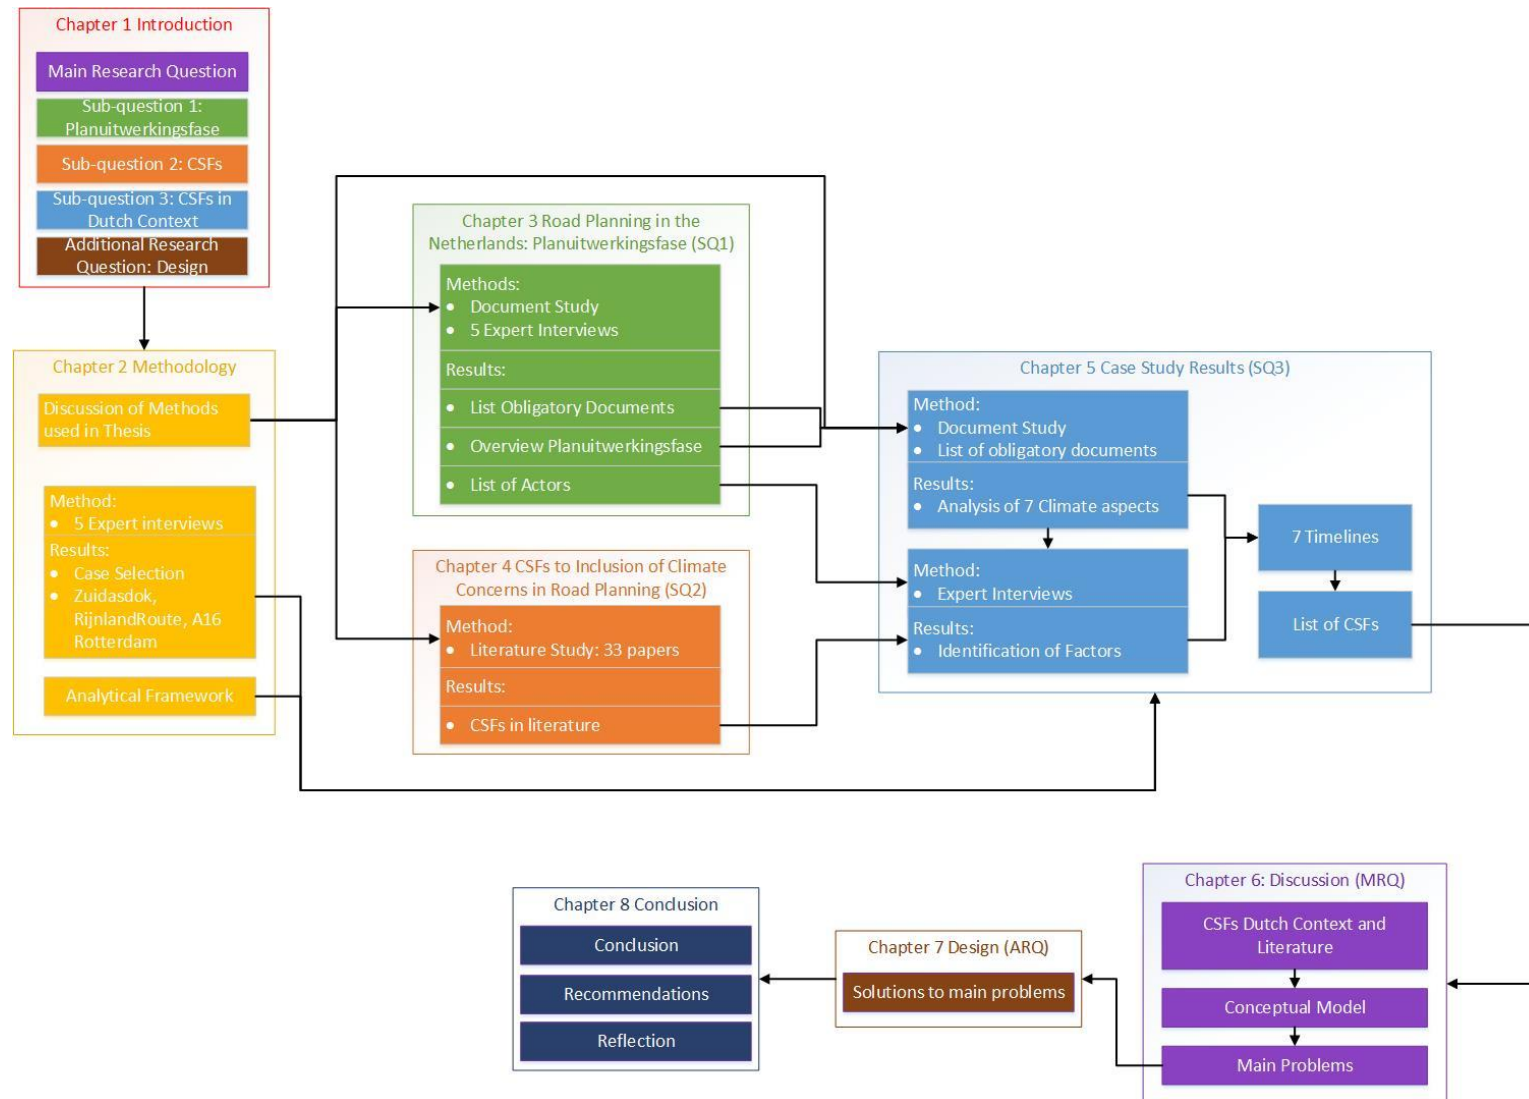 Chapter 1 Introduction
Main Research Question
Sub-question 1:
Planuitwerkingsfase
Sub-question 2: CSFs
Sub-question 3: CSFs in
Dutch Context
Additional Research
Question: Design
Chapter 2 Methodology
Discussion of Methods
used in Thesis
Method:
• 5 Expert interviews
Results:
• Case Selection
• Zuidasdok,
RijnlandRoute, A16
Rotterdam
Analytical Framework
Chapter 3 Road Planning in the
Netherlands: Planuitwerkingsfase (SQ1)
Methods:
• Document Study
• 5 Expert Interviews
Results:
• List Obligatory Documents
• Overview Planuitwerkingsfase
• List of Actors
Chapter 4 CSFs to Inclusion of Climate
Concerns in Road Planning (SQ2)
Method:
• Literature Study: 33 papers
Results:
• CSFs in literature
Chapter 5 Case Study Results (SQ3)
Method:
• Document Study
• List of obligatory documents
Results:
• Analysis of 7 Climate aspects
Method:
• Expert Interviews
Results:
• Identification of Factors
7 Timelines
List of CSFs
Chapter 6: Discussion (MRQ)
CSFs Dutch Context and
Literature
Conceptual Model
Main Problems
Chapter 7 Design (ARQ)
Solutions to main problems
Chapter 8 Conclusion
Conclusion
Recommendations
Reflection